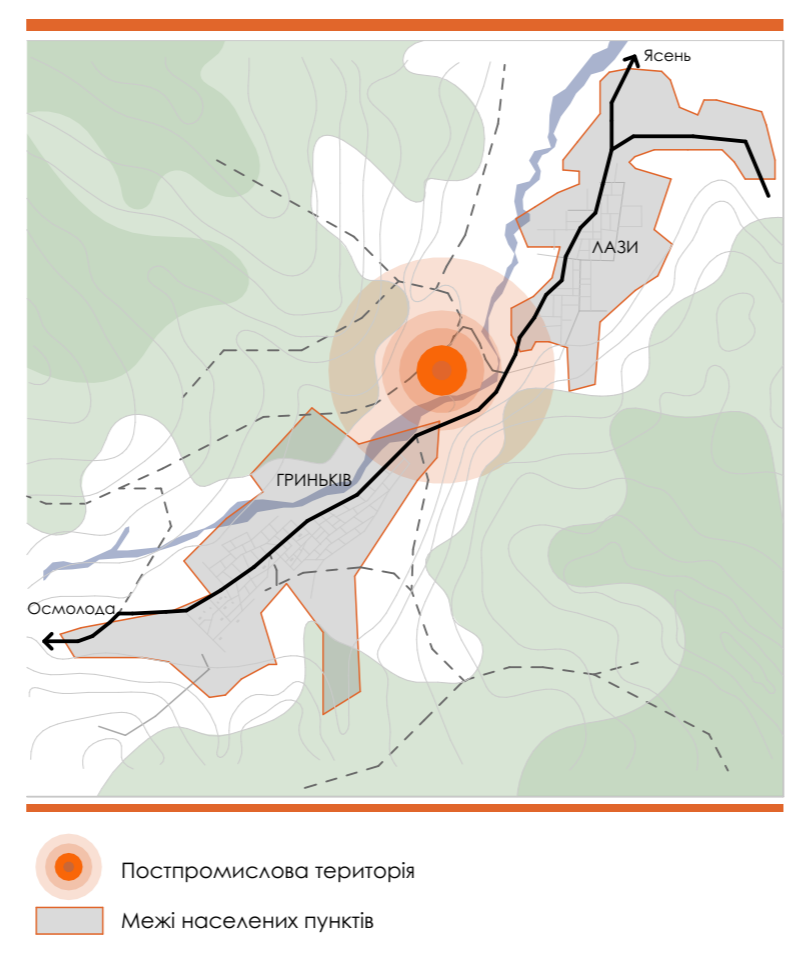 Ясень
ЛАЗИ
ГРИНЬКІВ
Осмолода
Постпромислова територія
Межі населених пунктів